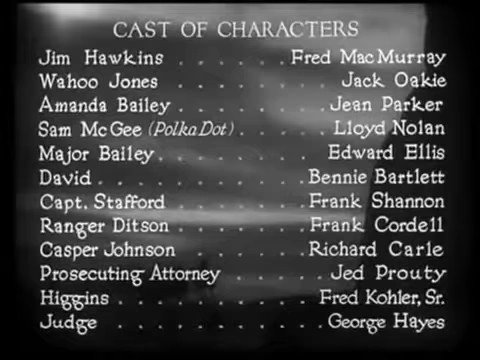 CAST OF CHARACTERS
Jim Hawkins . . . . . . Fred MacMurray
Wahoo Jones . . . . . . . . Jack Oakie
Amanda Bailey . . . . . . . Jean Parker
Sam McGee (Polka Dot) . . . . . Lloyd Nolan
Major Bailey . . . . . . . . Edward Ellis
David . . . . . . . . . . Bennie Bartlett
Capt. Stafford . . . . . . . Frank Shannon
Ranger Ditson . . . . . . . Frank Cordell
Casper Johnson . . . . . . Richard Carle
Prosecuting Attorney . . . . . Jed Prouty
Higgins . . . . . . . . . Fred Kohler, Sr.
Judge . . . . . . . . . . George Hayes